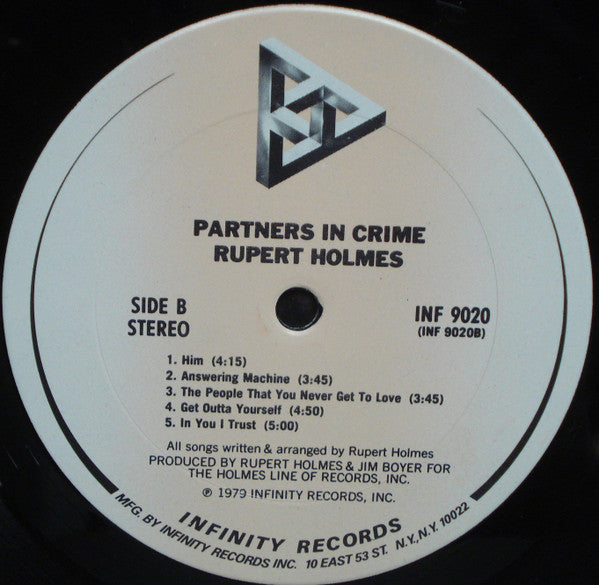 PARTNERS IN CRIME
RUPERT HOLMES
SIDE B
STEREO
INF 9020
(INF 9020B)
1. Him (4:15)
2. Answering Machine (3:45)
3. The People That You Never Get To Love (3:45)
4. Get Outta Yourself (4:50)
5. In You I Trust (5:00)
All songs written & arranged by Rupert Holmes
PRODUCED BY RUPERT HOLMES & JIM BOYER FOR
THE HOLMES LINE OF RECORDS, INC.
℗ 1979 INFINITY RECORDS, INC.
INFINITY RECORDS
MFG. BY INFINITY RECORDS INC. 10 EAST 53 ST. N.Y., N.Y. 10022